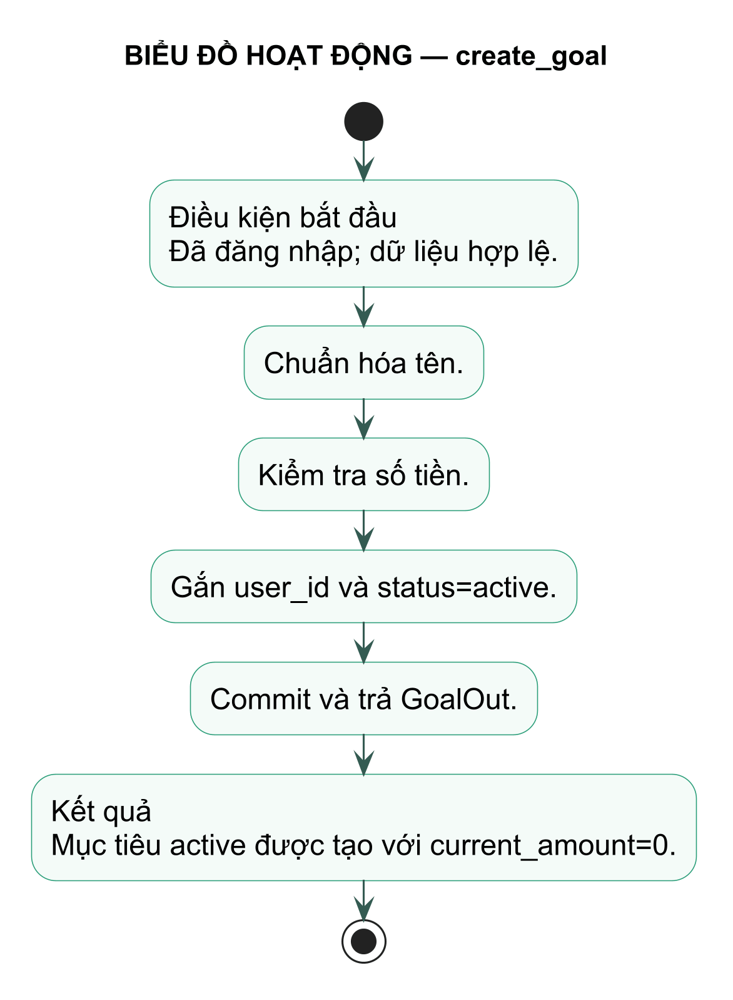 BIỂU ĐỒ HOẠT ĐỘNG — create_goal
Điều kiện bắt đầu
Đã đăng nhập; dữ liệu hợp lệ.
Chuẩn hóa tên.
Kiểm tra số tiền.
Gắn user_id và status=active.
Commit và trả GoalOut.
Kết quả
Mục tiêu active được tạo với current_amount=0.